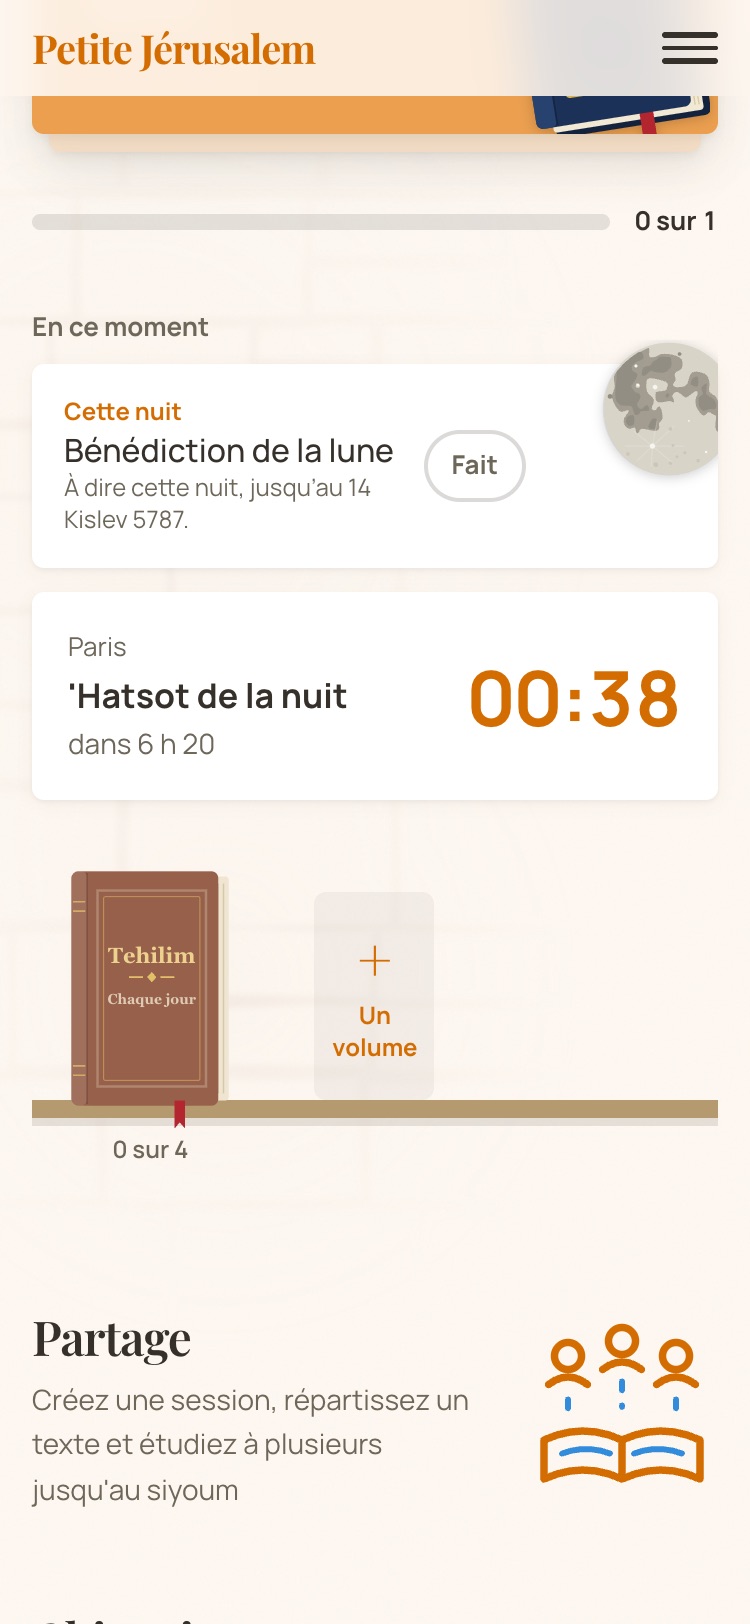 Petite Jérusalem
0 sur 1
En ce moment
Cette nuit
Bénédiction de la lune
À dire cette nuit, jusqu’au 14
Kislev 5787.
Fait
Paris
'Hatsot de la nuit
dans 6 h 20
00:38
Tehilim
Chaque jour
Un
volume
0 sur 4
Partage
Créez une session, répartissez un
texte et étudiez à plusieurs
jusqu'au siyoum